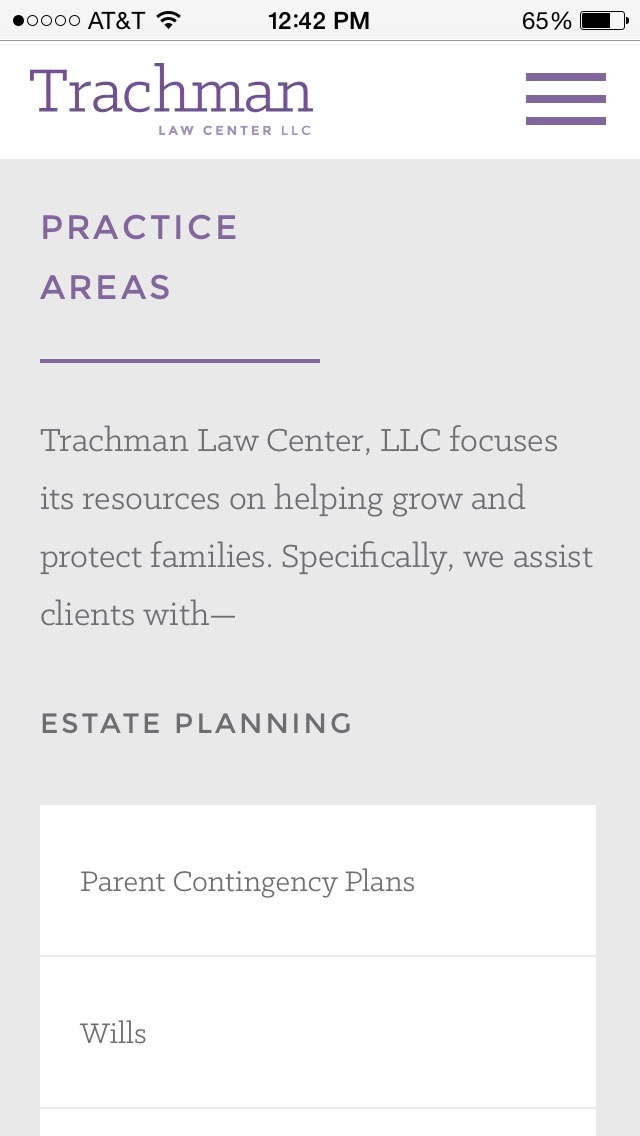 AT&T 12:42 PM 65%
Trachman
LAW CENTER LLC
PRACTICE
AREAS
Trachman Law Center, LLC focuses
its resources on helping grow and
protect families. Specifically, we assist
clients with—
ESTATE PLANNING
Parent Contingency Plans
Wills